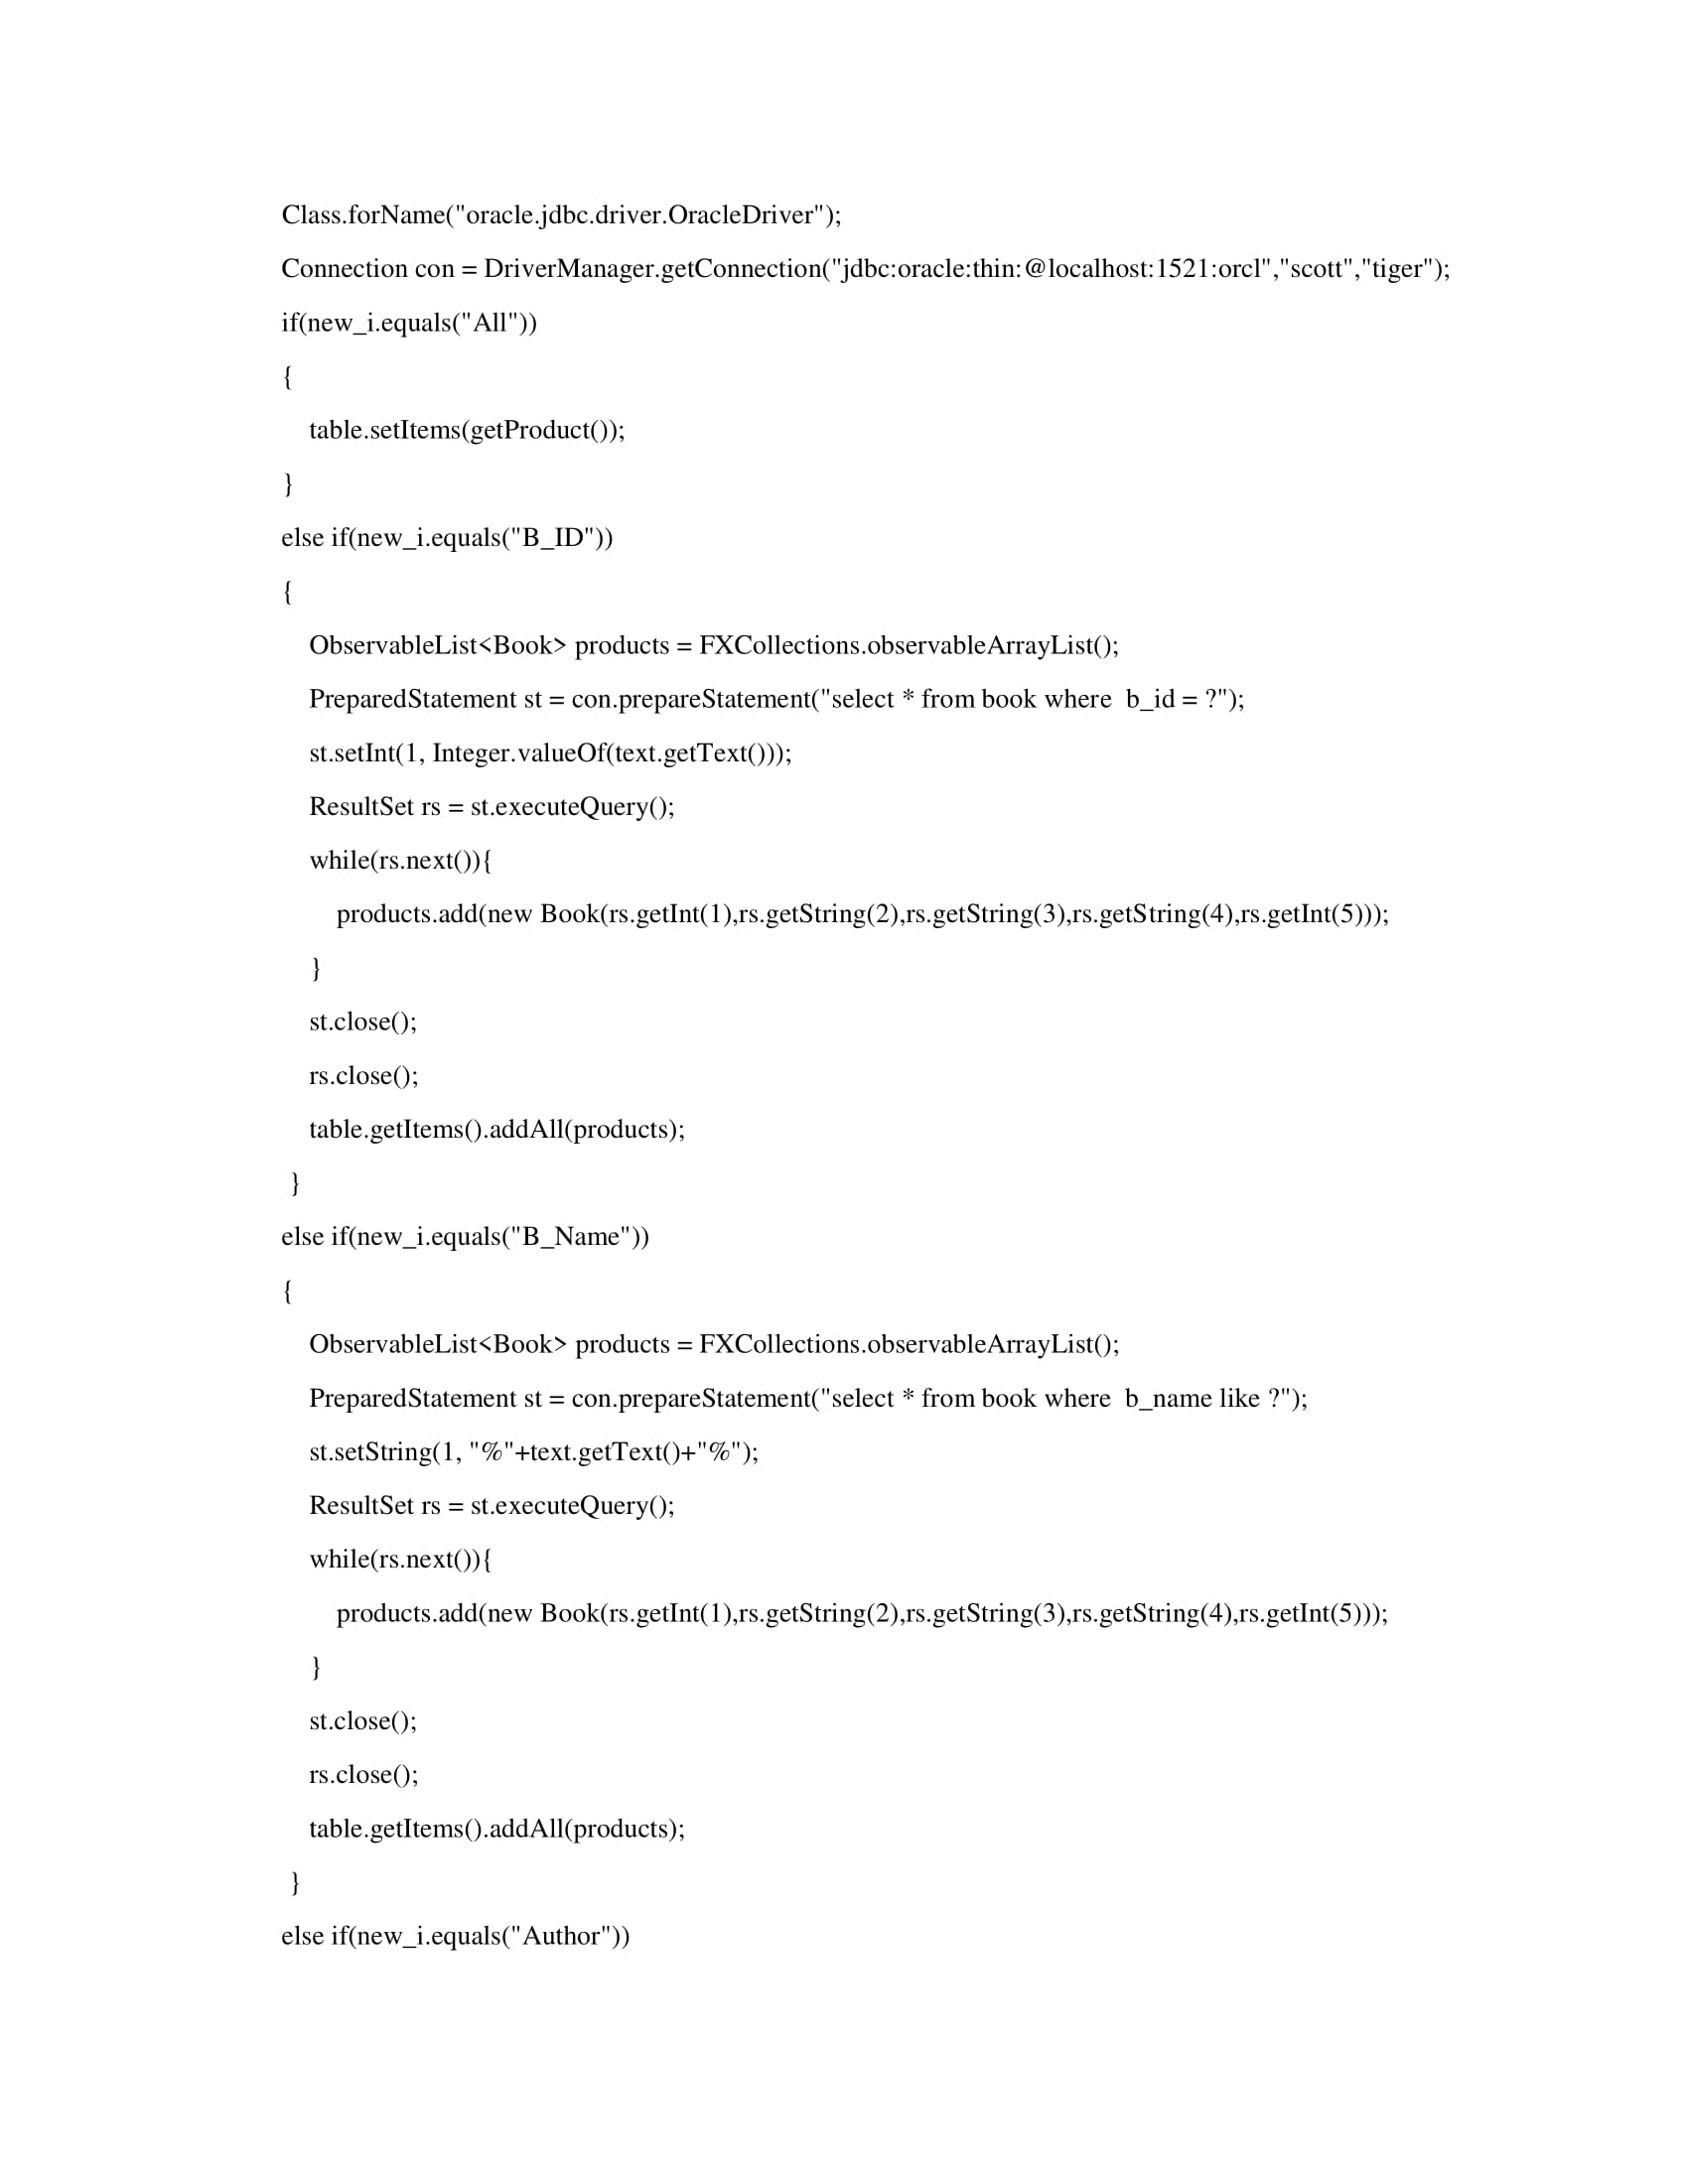 Class.forName("oracle.jdbc.driver.OracleDriver");
Connection con = DriverManager.getConnection("jdbc:oracle:thin:@localhost:1521:orcl","scott","tiger");
if(new_i.equals("All"))
{
table.setItems(getProduct());
}
else if(new_i.equals("B_ID"))
{
ObservableList<Book> products = FXCollections.observableArrayList();
PreparedStatement st = con.prepareStatement("select * from book where  b_id = ?");
st.setInt(1, Integer.valueOf(text.getText()));
ResultSet rs = st.executeQuery();
while(rs.next()){
products.add(new Book(rs.getInt(1),rs.getString(2),rs.getString(3),rs.getString(4),rs.getInt(5)));
}
st.close();
rs.close();
table.getItems().addAll(products);
}
else if(new_i.equals("B_Name"))
{
ObservableList<Book> products = FXCollections.observableArrayList();
PreparedStatement st = con.prepareStatement("select * from book where  b_name like ?");
st.setString(1, "%"+text.getText()+"%");
ResultSet rs = st.executeQuery();
while(rs.next()){
products.add(new Book(rs.getInt(1),rs.getString(2),rs.getString(3),rs.getString(4),rs.getInt(5)));
}
st.close();
rs.close();
table.getItems().addAll(products);
}
else if(new_i.equals("Author"))